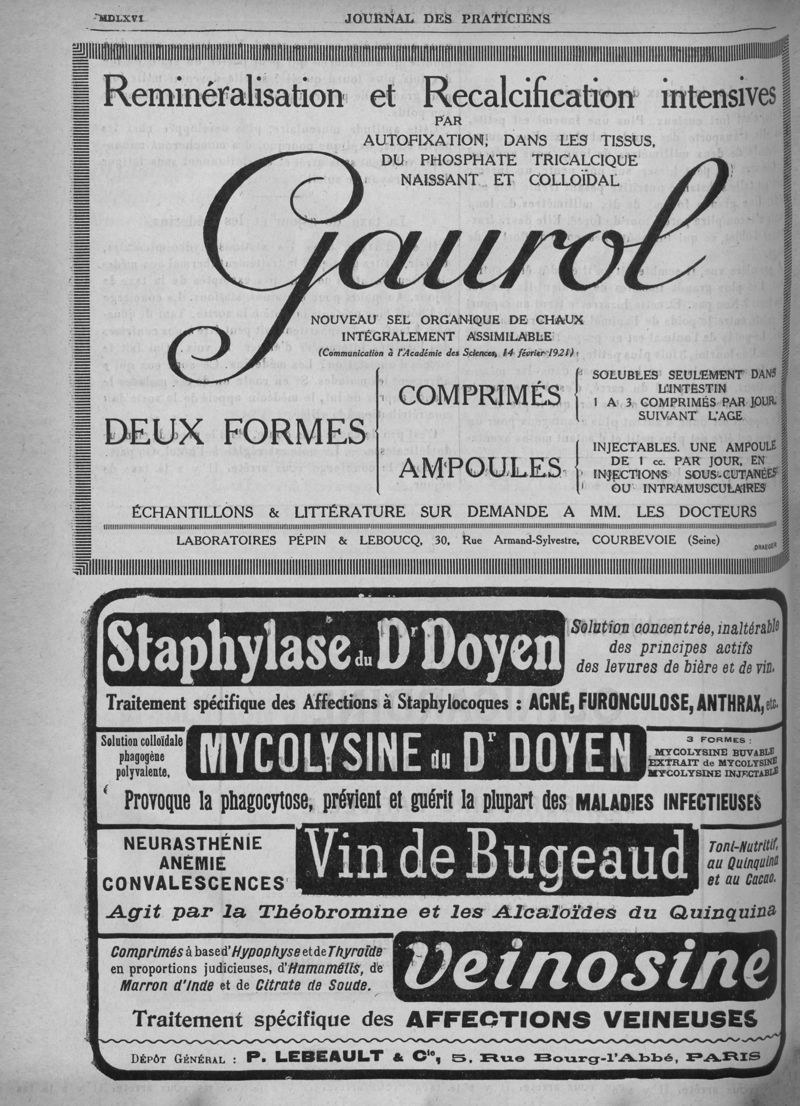 MDLXVI
JOURNAL DES PRATICIENS
Reminéralisation et Recalcification intensives
PAR
AUTOFIXATION, DANS LES TISSUS,
DU PHOSPHATE TRICALCIQUE
NAISSANT ET COLLOÏDAL
Gaurol
NOUVEAU SEL ORGANIQUE DE CHAUX
INTÉGRALEMENT ASSIMILABLE
(Communication à l'Académie des Sciences, 14 février 1921)
DEUX FORMES
COMPRIMÉS
SOLUBLES SEULEMENT DANS
L'INTESTIN
1 A 3 COMPRIMÉS PAR JOUR,
SUIVANT L'AGE
AMPOULES
INJECTABLES. UNE AMPOULE
DE 1 cc. PAR JOUR, EN
INJECTIONS SOUS-CUTANÉES
OU INTRAMUSCULAIRES
ÉCHANTILLONS & LITTÉRATURE SUR DEMANDE A MM. LES DOCTEURS
LABORATOIRES PÉPIN & LEBOUCQ, 30, Rue Armand-Sylvestre, COURBEVOIE (Seine)
DRAEGER
Staphylase du Dr Doyen
Solution concentrée, inaltérable
des principes actifs
des levures de bière et de vin.
Traitement spécifique des Affections à Staphylocoques : ACNÉ, FURONCULOSE, ANTHRAX, etc.
Solution colloïdale
phagogène
polyvalente.
MYCOLYSINE du Dr DOYEN
3 FORMES :
MYCOLYSINE BUVABLE
EXTRAIT de MYCOLYSINE
MYCOLYSINE INJECTABLE
Provoque la phagocytose, prévient et guérit la plupart des MALADIES INFECTIEUSES
NEURASTHÉNIE
ANÉMIE
CONVALESCENCES
Vin de Bugeaud
Toni-Nutritif,
au Quinquina
et au Cacao.
Agit par la Théobromine et les Alcaloïdes du Quinquina
Comprimés à base d'Hypophyse et de Thyroïde
en proportions judicieuses, d'Hamamélis, de
Marron d'Inde et de Citrate de Soude.
Veinosine
Traitement spécifique des AFFECTIONS VEINEUSES
DÉPÔT GÉNÉRAL : P. LEBEAULT & Cie, 5, Rue Bourg-l'Abbé, PARIS